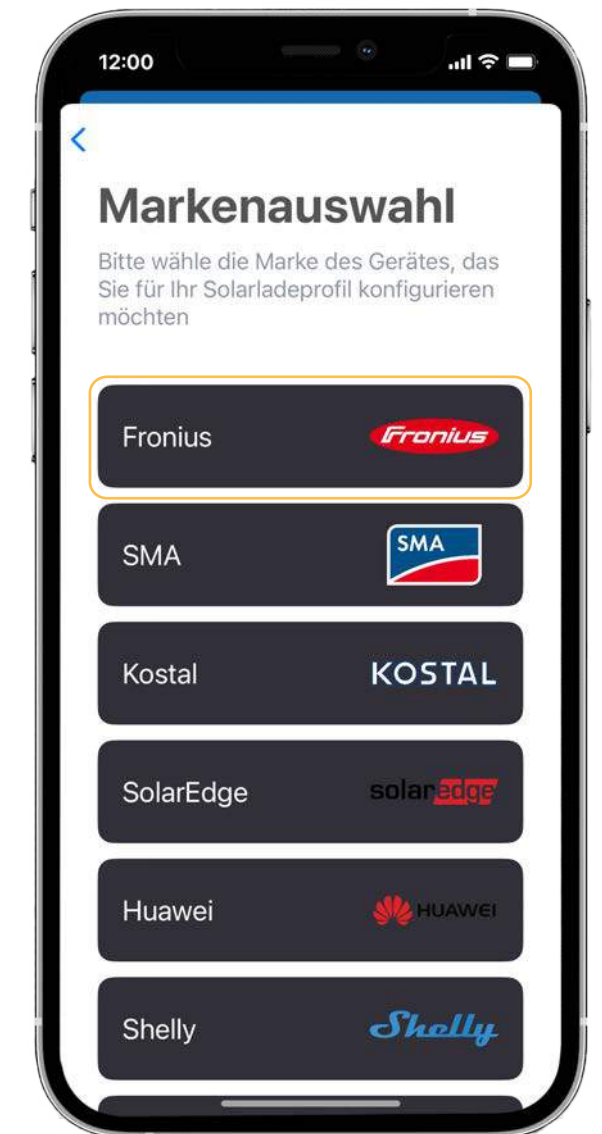 12:00
Markenauswahl
Bitte wähle die Marke des Gerätes, das
Sie für Ihr Solarladeprofil konfigurieren
möchten
Fronius Fronius
SMA SMA
Kostal KOSTAL
SolarEdge solaredge
Huawei HUAWEI
Shelly Shelly